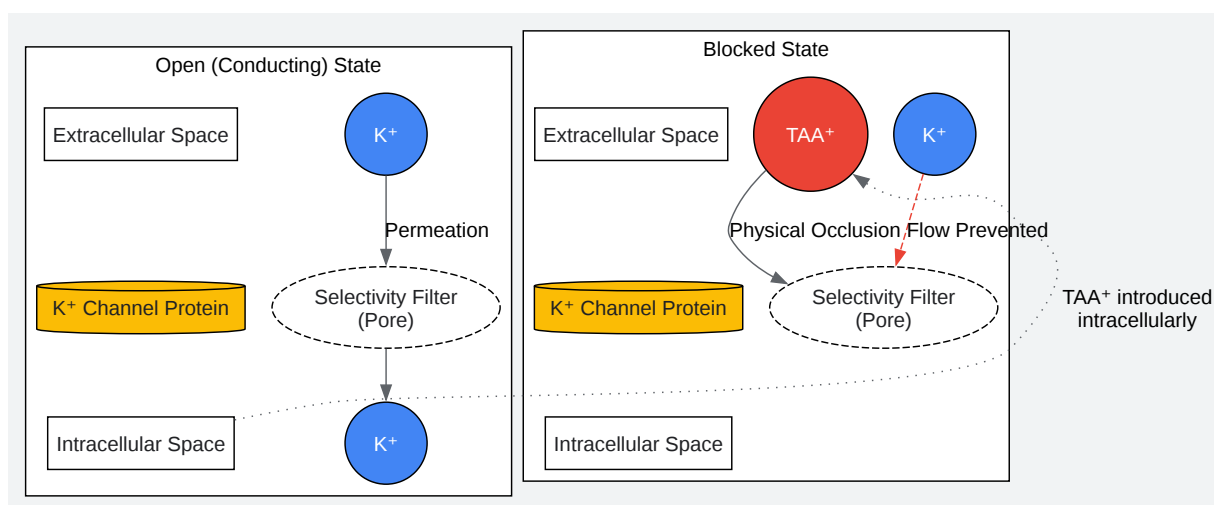 Open (Conducting) State
Extracellular Space
K⁺
Permeation
K⁺ Channel Protein
Selectivity Filter
(Pore)
Intracellular Space
K⁺
Blocked State
Extracellular Space
TAA⁺
K⁺
Physical Occlusion
Flow Prevented
K⁺ Channel Protein
Selectivity Filter
(Pore)
Intracellular Space
TAA⁺ introduced
intracellularly